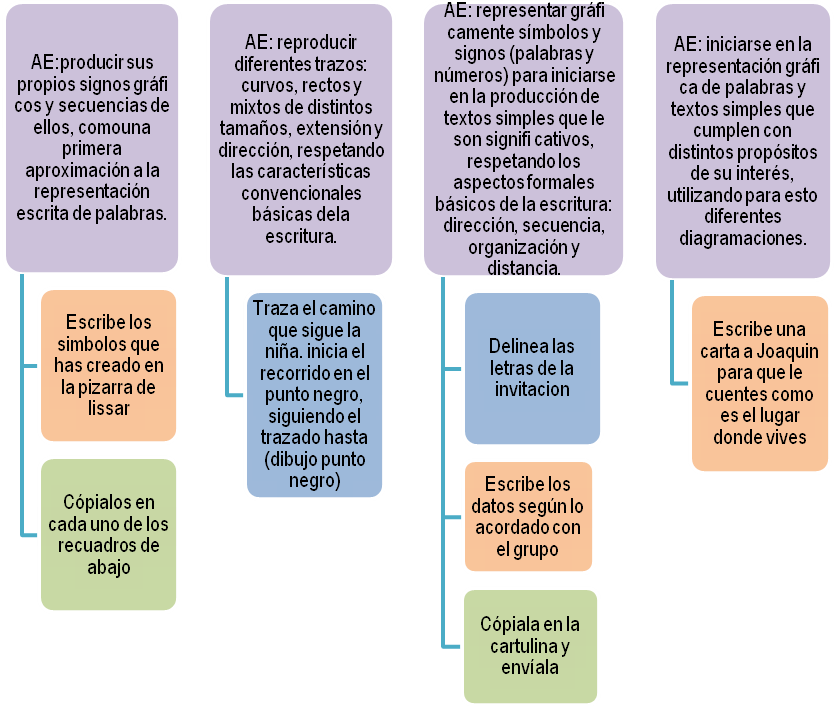 AE:producir sus
propios signos gráfi
cos y secuencias de
ellos, comouna
primera
aproximación a la
representación
escrita de palabras.
Escribe los
simbolos que
has creado en
la pizarra de
lissar
Cópialos en
cada uno de los
recuadros de
abajo
AE: reproducir
diferentes trazos:
curvos, rectos y
mixtos de distintos
tamaños, extensión y
dirección, respetando
las características
convencionales
básicas dela
escritura.
Traza el camino
que sigue la
niña. inicia el
recorrido en el
punto negro,
siguiendo el
trazado hasta
(dibujo punto
negro)
AE: representar gráfi
camente símbolos y
signos (palabras y
números) para iniciarse
en la producción de
textos simples que le
son signifi cativos,
respetando los
aspectos formales
básicos de la escritura:
dirección, secuencia,
organización y
distancia.
Delinea las
letras de la
invitacion
Escribe los
datos según lo
acordado con
el grupo
Cópiala en la
cartulina y
envíala
AE: iniciarse en la
representación gráfi
ca de palabras y
textos simples que
cumplen con
distintos propósitos
de su interés,
utilizando para esto
diferentes
diagramaciones.
Escribe una
carta a Joaquin
para que le
cuentes como
es el lugar
donde vives